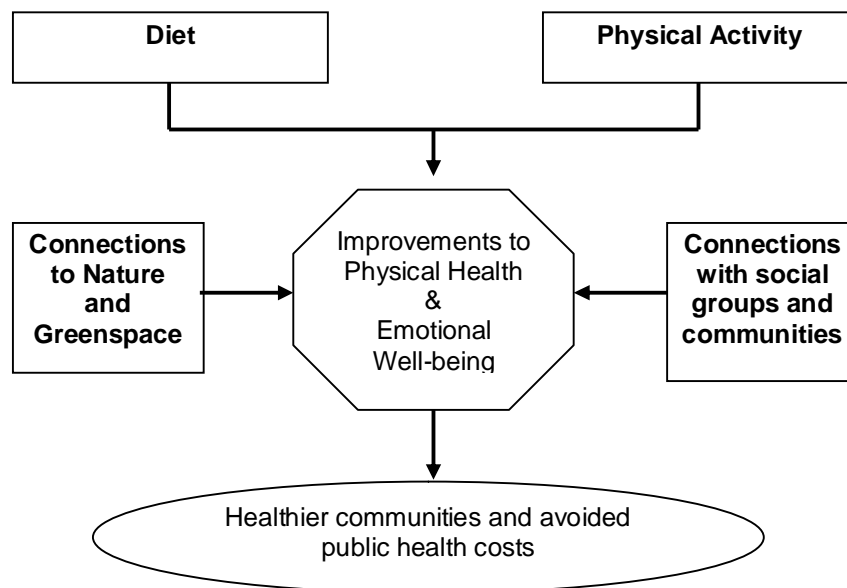 Diet
Physical Activity
Connections
to Nature
and
Greenspace
Improvements to
Physical Health
&
Emotional
Well-being
Connections
with social
groups and
communities
Healthier communities and avoided
public health costs